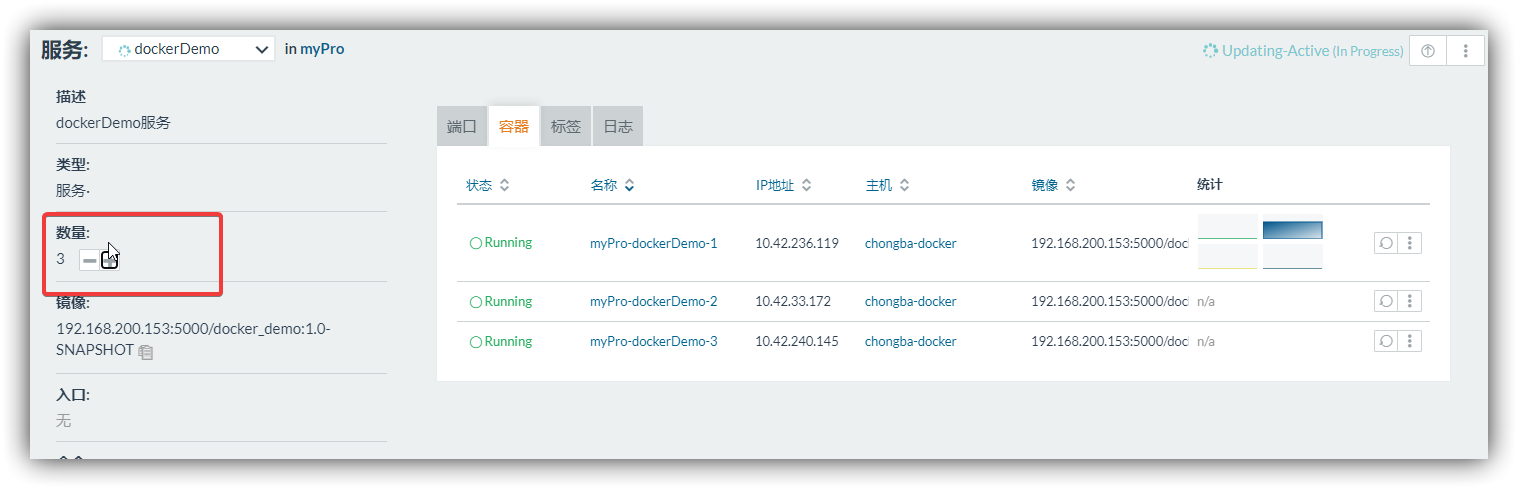 服务: dockerDemo in myPro
Updating-Active (In Progress)
描述
dockerDemo服务
类型:
服务·
数量:
3
镜像:
192.168.200.153:5000/docker_demo:1.0-
SNAPSHOT
入口:
无
端口 容器 标签 日志
状态 名称 IP地址 主机 镜像 统计
Running myPro-dockerDemo-1 10.42.236.119 chongba-docker 192.168.200.153:5000/doc
Running myPro-dockerDemo-2 10.42.33.172 chongba-docker 192.168.200.153:5000/doc n/a
Running myPro-dockerDemo-3 10.42.240.145 chongba-docker 192.168.200.153:5000/doc n/a